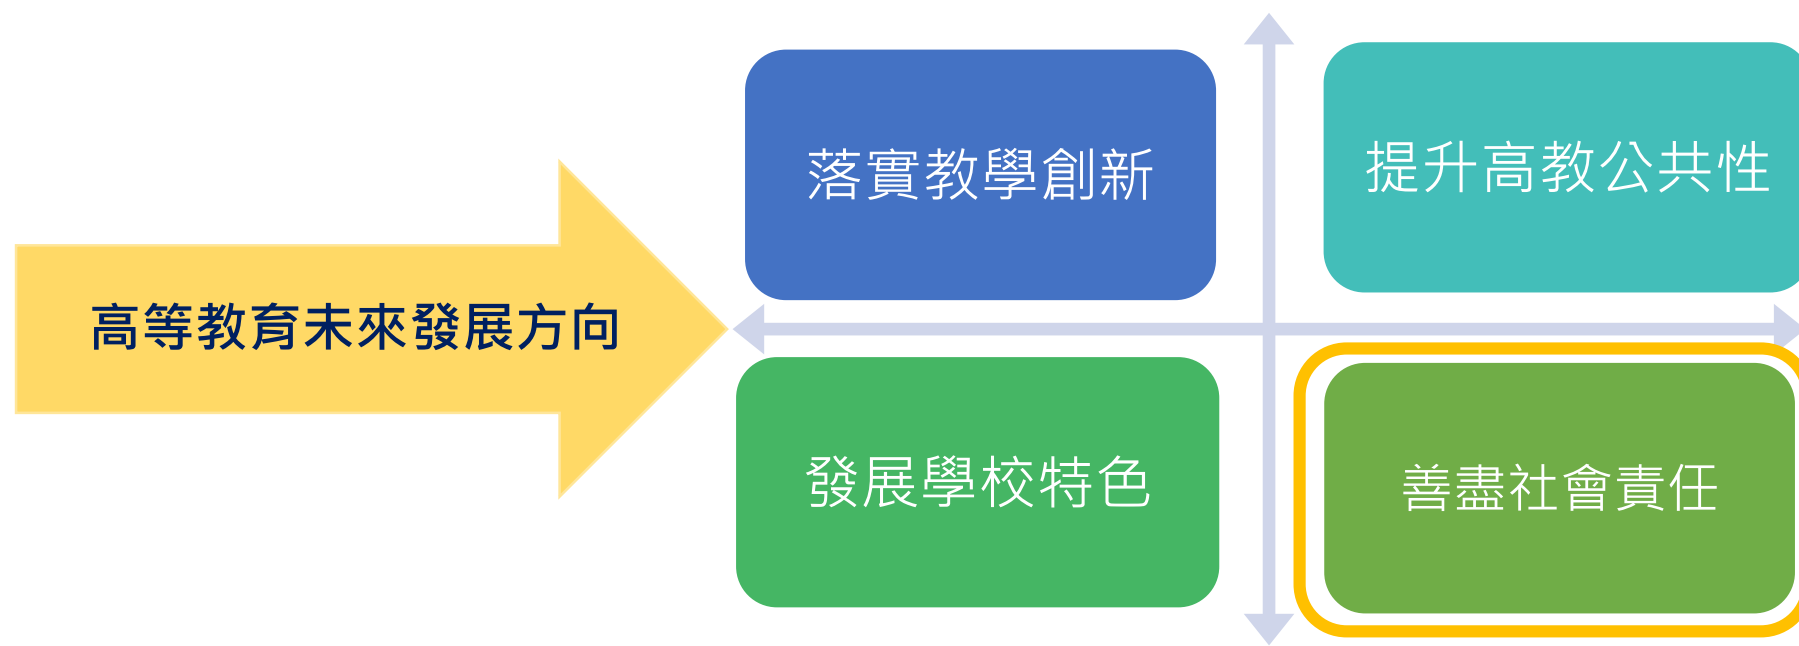 高等教育未來發展方向
落實教學創新
提升高教公共性
發展學校特色
善盡社會責任